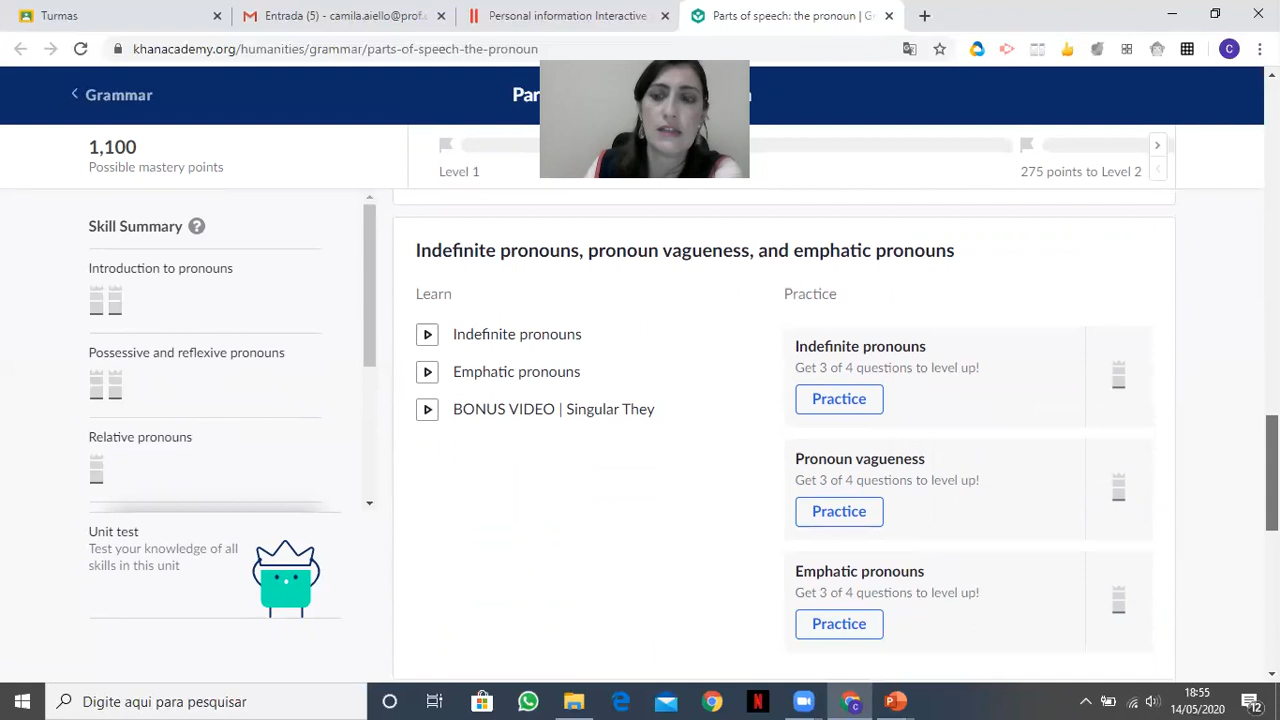 Turmas
Entrada (5) - camila.aiello@prof.
Personal information Interactive
Parts of speech: the pronoun | Gr
khanacademy.org/humanities/grammar/parts-of-speech-the-pronoun
C
Grammar
Par
1,100
Possible mastery points
Level 1
275 points to Level 2
Skill Summary
Introduction to pronouns
Possessive and reflexive pronouns
Relative pronouns
Unit test
Test your knowledge of all
skills in this unit
Indefinite pronouns, pronoun vagueness, and emphatic pronouns
Learn
Indefinite pronouns
Emphatic pronouns
BONUS VIDEO | Singular They
Practice
Indefinite pronouns
Get 3 of 4 questions to level up!
Practice
Pronoun vagueness
Get 3 of 4 questions to level up!
Practice
Emphatic pronouns
Get 3 of 4 questions to level up!
Practice
Digite aqui para pesquisar
18:55
14/05/2020
12